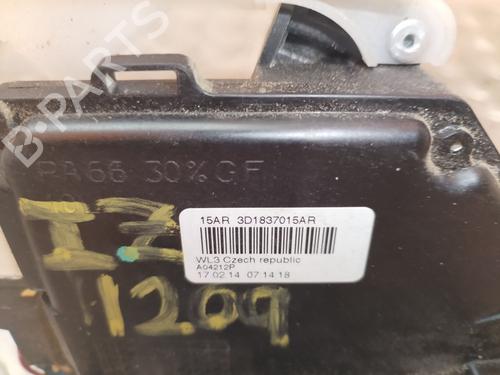 PA66 30%GF
15AR 3D1837015AR
WL3 Czech republic
A04212P
17.02.14 07:14:18
1209
B-PARTS